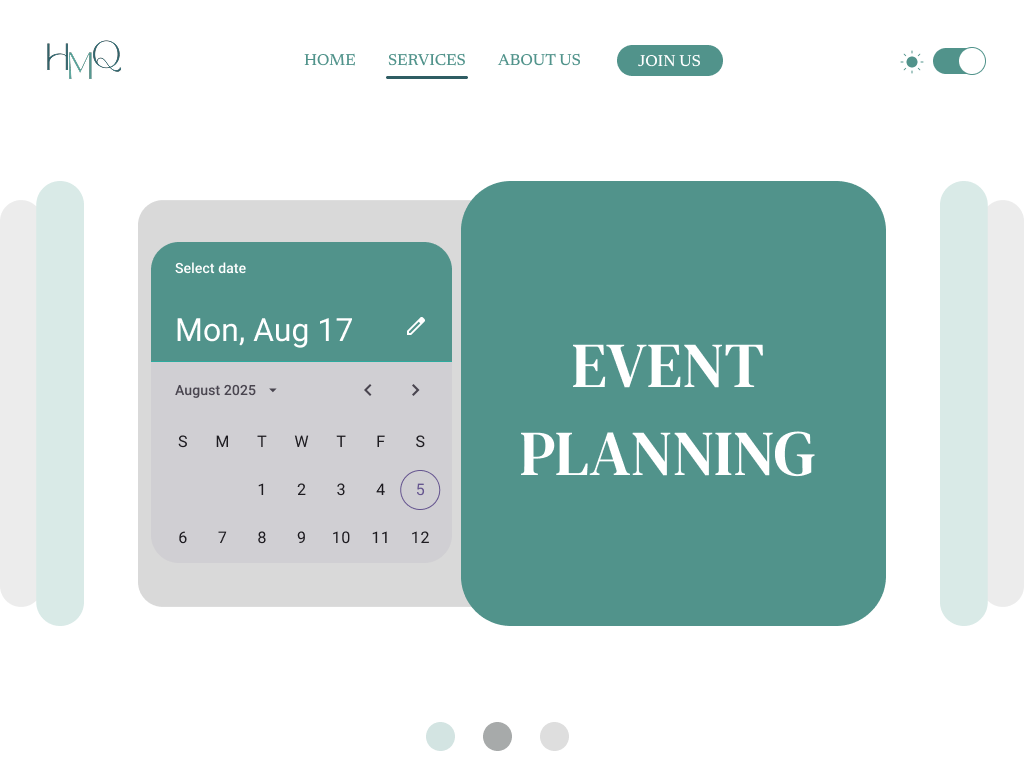 HMQ
HOME SERVICES ABOUT US JOIN US
Select date
Mon, Aug 17
August 2025
S M T W T F S
1 2 3 4 5
6 7 8 9 10 11 12
EVENT
PLANNING